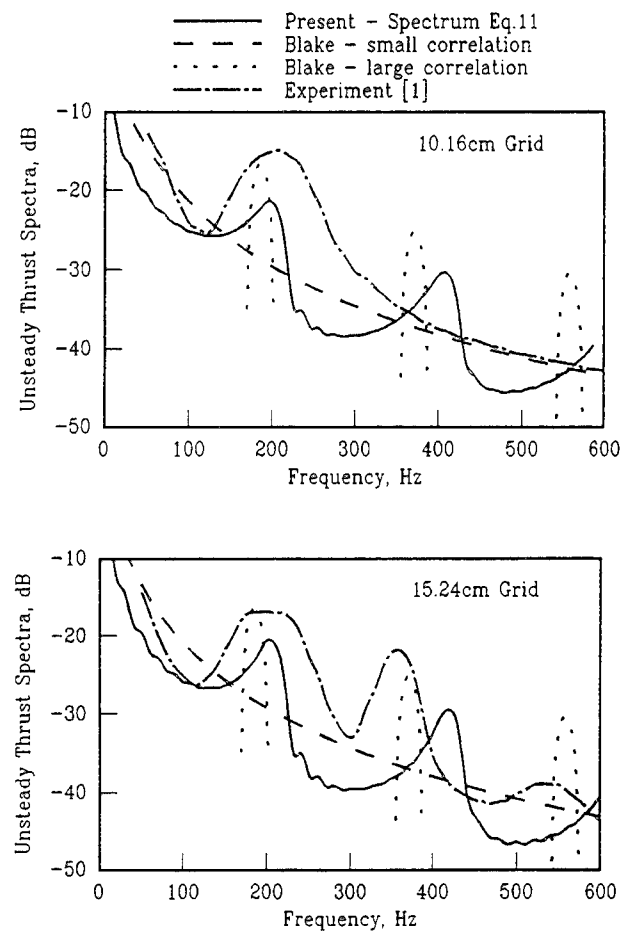 Present - Spectrum Eq.11
Blake - small correlation
Blake - large correlation
Experiment [1]
-10
-20
-30
-40
-50
Unsteady Thrust Spectra, dB
10.16cm Grid
0 100 200 300 400 500 600
Frequency, Hz
-10
-20
-30
-40
-50
Unsteady Thrust Spectra, dB
15.24cm Grid
0 100 200 300 400 500 600
Frequency, Hz